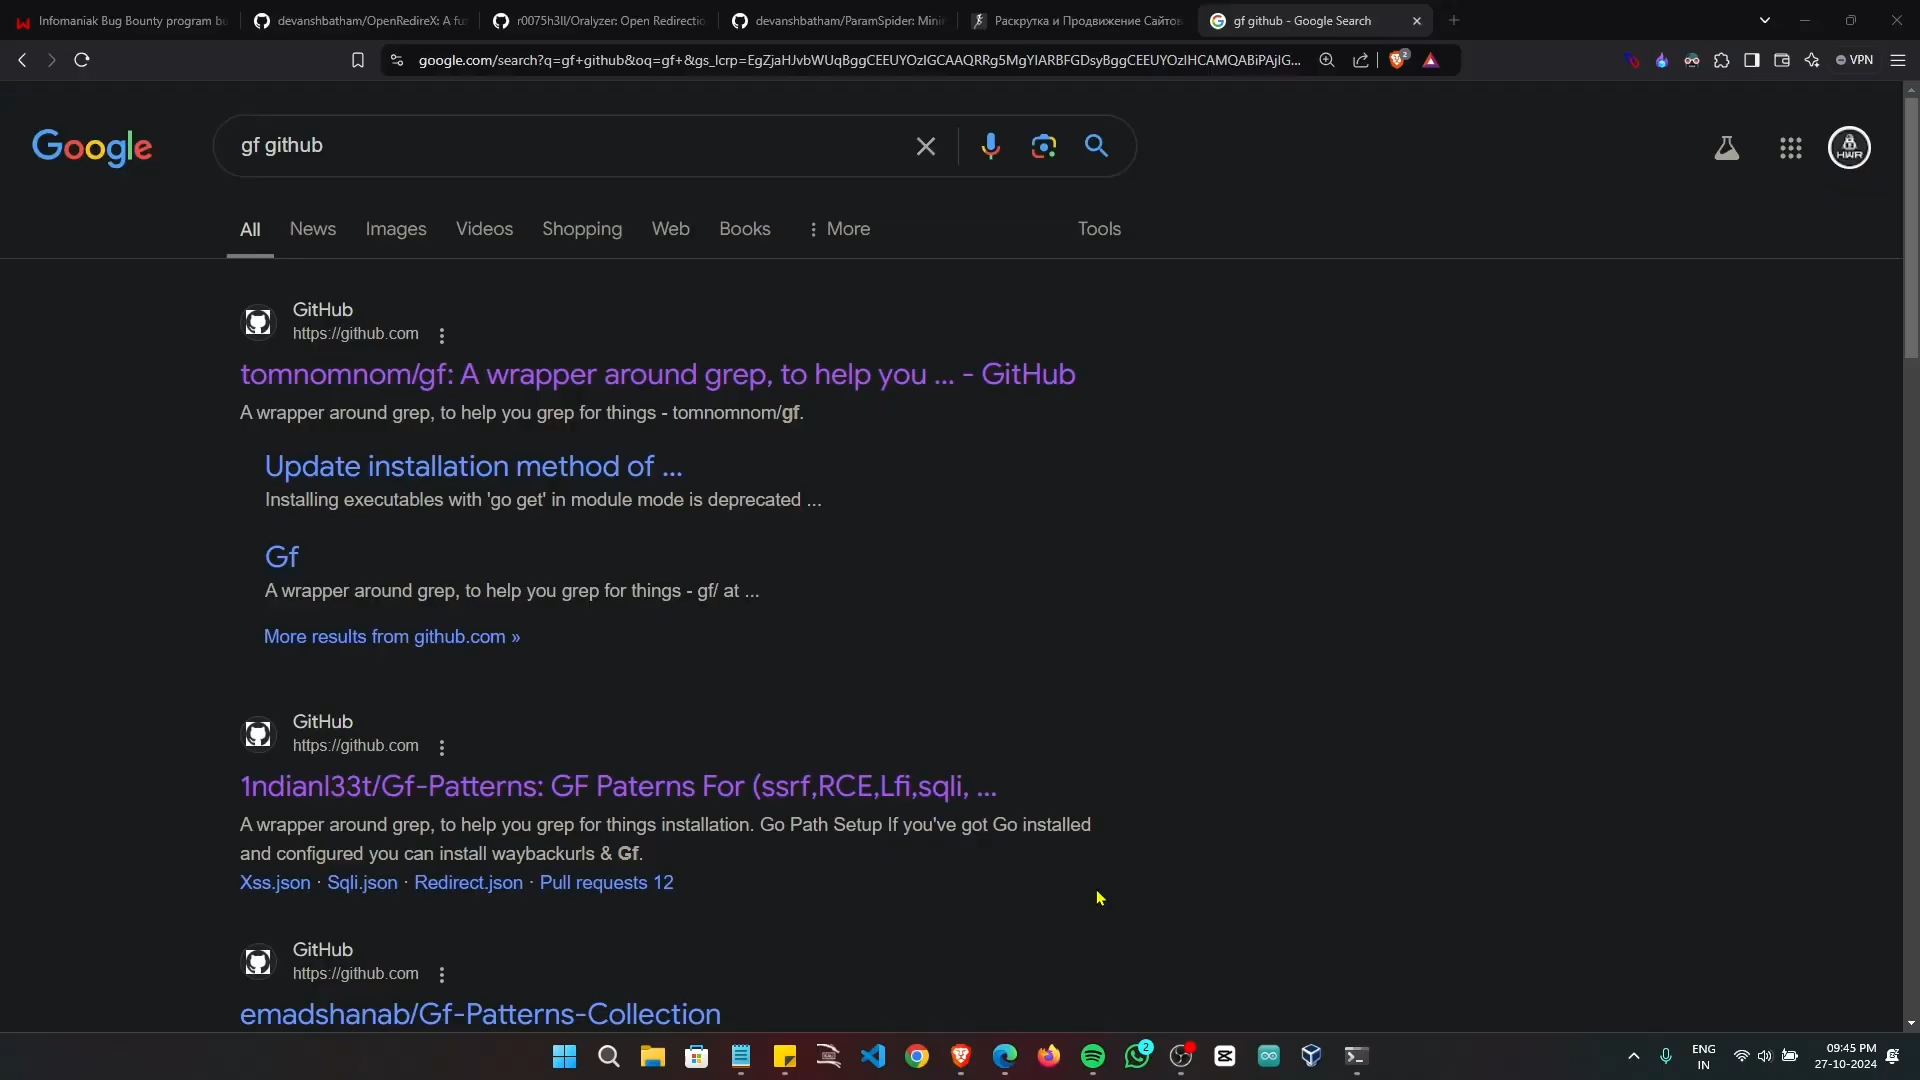 Infomaniak Bug Bounty program bu
devanshbatham/OpenRedireX: A fu
r0075h3ll/Oralyzer: Open Redirectio
devanshbatham/ParamSpider: Mini
Раскрутка и Продвижение Сайтов
gf github - Google Search
google.com/search?q=gf+github&oq=gf+&gs_lcrp=EgZjaHJvbWUqBggCEEUYOzIGCAAQRRg5MgYIARBFGDsyBggCEEUYOzIHCAMQABiPAjIG...
2
VPN
Google
gf github
HWR
All
News
Images
Videos
Shopping
Web
Books
More
Tools
GitHub
https://github.com
tomnomnom/gf: A wrapper around grep, to help you ... - GitHub
A wrapper around grep, to help you grep for things - tomnomnom/gf.
Update installation method of ...
Installing executables with 'go get' in module mode is deprecated ...
Gf
A wrapper around grep, to help you grep for things - gf/ at ...
More results from github.com »
GitHub
https://github.com
1ndianl33t/Gf-Patterns: GF Paterns For (ssrf,RCE,Lfi,sqli, ...
A wrapper around grep, to help you grep for things installation. Go Path Setup If you've got Go installed
and configured you can install waybackurls & Gf.
Xss.json · Sqli.json · Redirect.json · Pull requests 12
GitHub
https://github.com
emadshanab/Gf-Patterns-Collection
2
ENG
IN
09:45 PM
27-10-2024